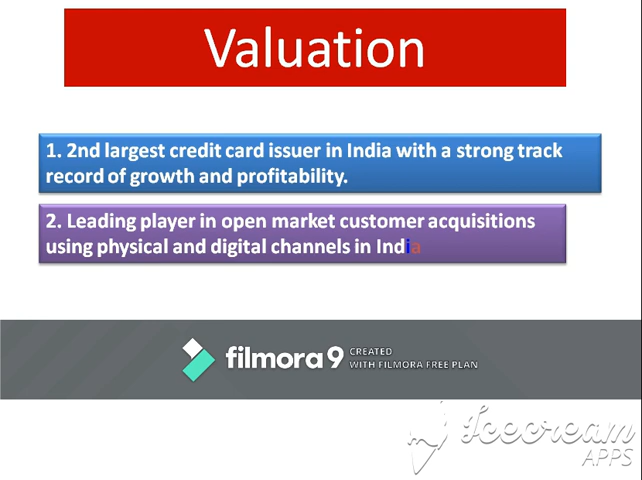 Valuation
1. 2nd largest credit card issuer in India with a strong track
record of growth and profitability.
2. Leading player in open market customer acquisitions
using physical and digital channels in India
filmora9 CREATED
WITH FILMORA FREE PLAN
Icecream
APPS